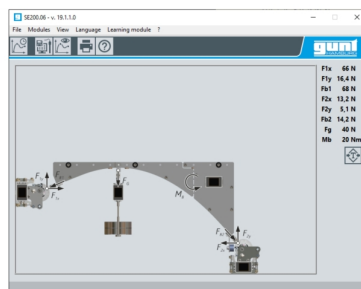 SE200.06 - v. 19.1.1.0
File Modules View Language Learning module ?
gunt
F1x 66 N
F1y 16,4 N
Fb1 68 N
F2x 13,2 N
F2y 5,1 N
Fb2 14,2 N
Fg 40 N
Mb 20 Nm